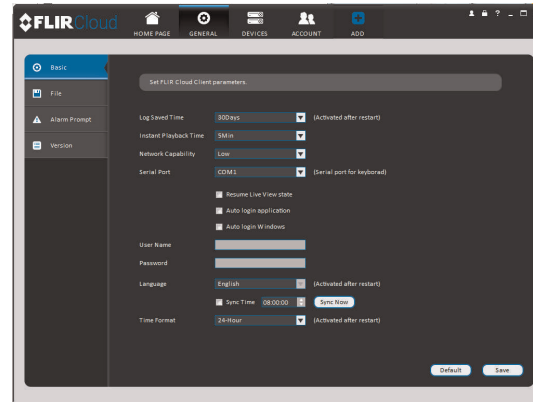 FLIR Cloud
HOME PAGE GENERAL DEVICES ACCOUNT ADD
Basic
File
Alarm Prompt
Version
Set FLIR Cloud Client parameters.
Log Saved Time 30Days (Activated after restart)
Instant Playback Time 5Min
Network Capability Low
Serial Port COM1 (Serial port for keyborad)
Resume Live View state
Auto login application
Auto login Windows
User Name
Password
Language English (Activated after restart)
Sync Time 08:00:00 Sync Now
Time Format 24-Hour (Activated after restart)
Default Save